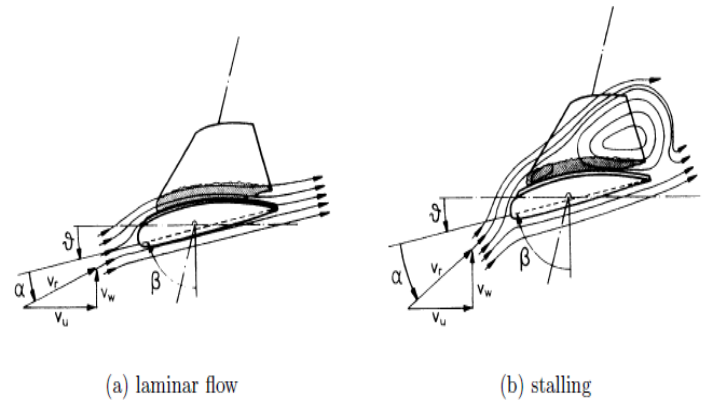 ϑ
α
v_r
v_u
v_w
β
(a) laminar flow
ϑ
α
v_r
v_u
v_w
β
(b) stalling